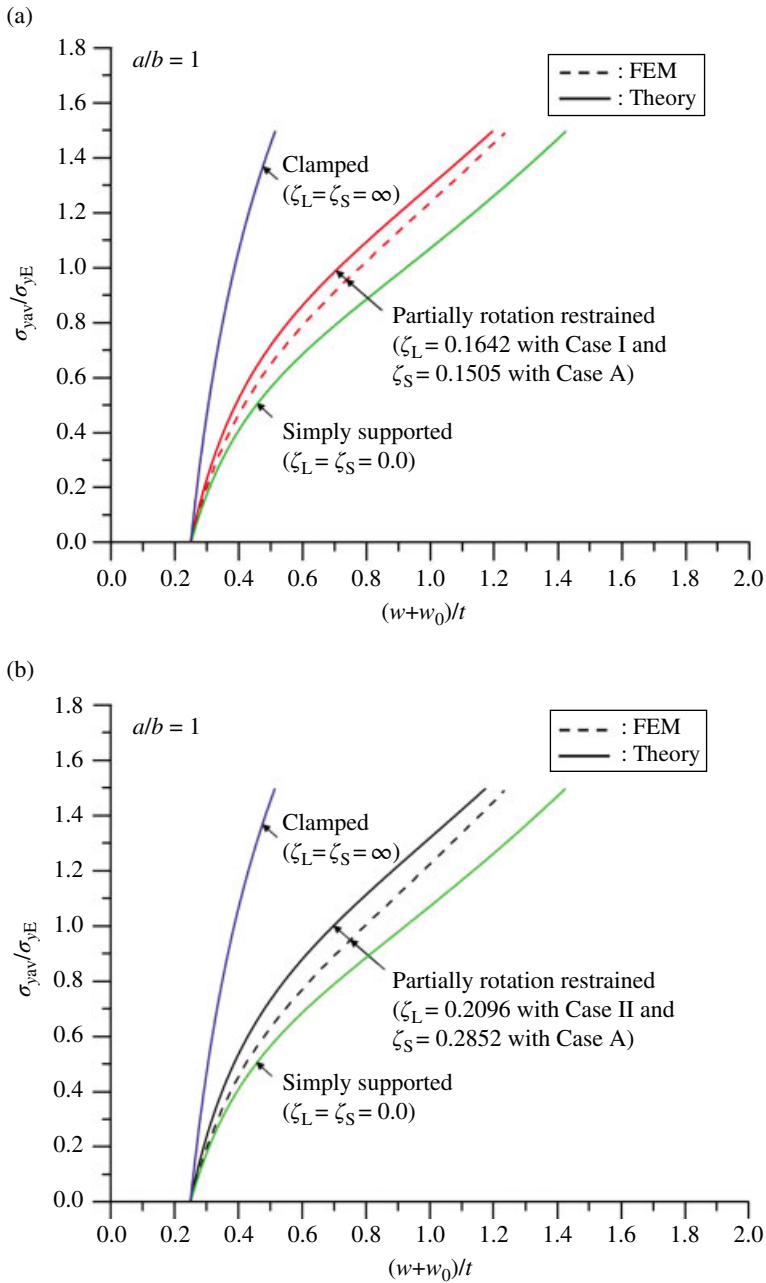 (a)
1.8
1.6
1.4
1.2
1.0
0.8
0.6
0.4
0.2
0.0
σyav/σyE
a/b = 1
: FEM
: Theory
Clamped
(ζL = ζS = ∞)
Partially rotation restrained
(ζL = 0.1642 with Case I and
ζS = 0.1505 with Case A)
Simply supported
(ζL = ζS = 0.0)
0.0 0.2 0.4 0.6 0.8 1.0 1.2 1.4 1.6 1.8 2.0
(w+w0)/t
(b)
1.8
1.6
1.4
1.2
1.0
0.8
0.6
0.4
0.2
0.0
σyav/σyE
a/b = 1
: FEM
: Theory
Clamped
(ζL = ζS = ∞)
Partially rotation restrained
(ζL = 0.2096 with Case II and
ζS = 0.2852 with Case A)
Simply supported
(ζL = ζS = 0.0)
0.0 0.2 0.4 0.6 0.8 1.0 1.2 1.4 1.6 1.8 2.0
(w+w0)/t